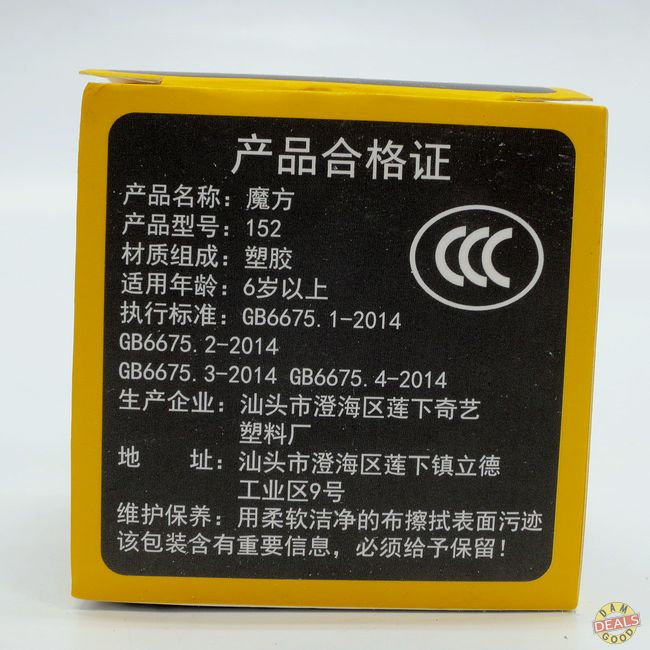 产品合格证
产品名称：魔方
产品型号：152
材质组成：塑胶
适用年龄：6岁以上
执行标准：GB6675.1-2014
GB6675.2-2014
GB6675.3-2014 GB6675.4-2014
生产企业：汕头市澄海区莲下奇艺
塑料厂
地 址：汕头市澄海区莲下镇立德
工业区9号
维护保养：用柔软洁净的布擦拭表面污迹
该包装含有重要信息，必须给予保留！
CCC
DAM
DEALS
GOOD